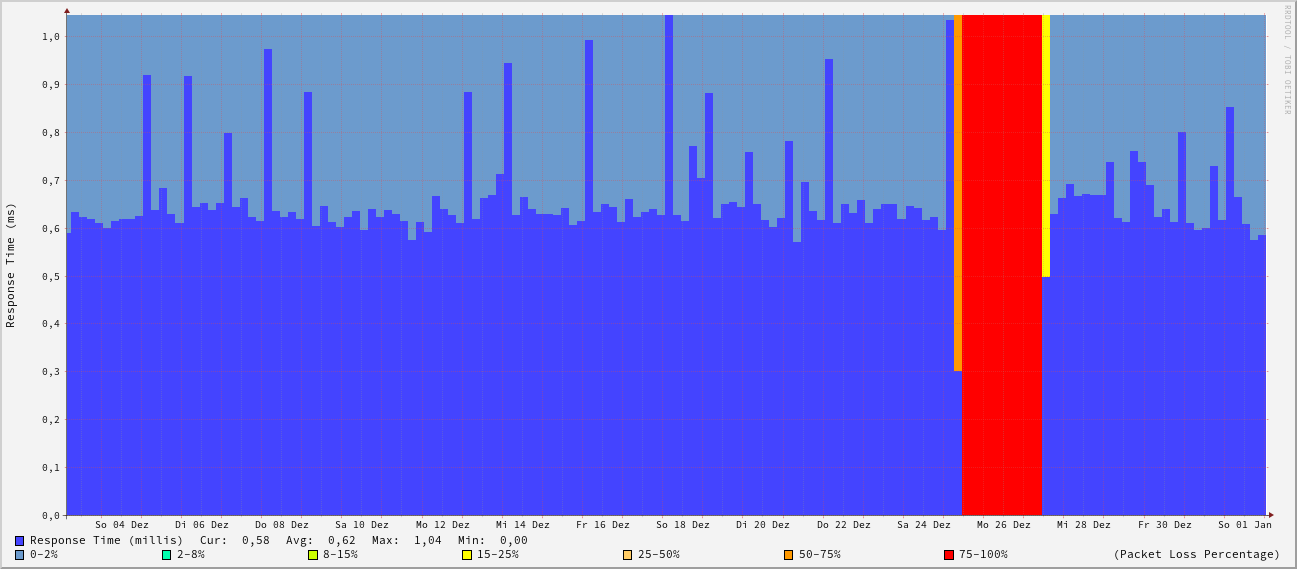 RRDTOOL / TOBI OETIKER
Response Time (ms)
1,0
0,9
0,8
0,7
0,6
0,5
0,4
0,3
0,2
0,1
0,0
So 04 Dez Di 06 Dez Do 08 Dez Sa 10 Dez Mo 12 Dez Mi 14 Dez Fr 16 Dez So 18 Dez Di 20 Dez Do 22 Dez Sa 24 Dez Mo 26 Dez Mi 28 Dez Fr 30 Dez So 01 Jan
Response Time (millis) Cur: 0,58 Avg: 0,62 Max: 1,04 Min: 0,00
0-2% 2-8% 8-15% 15-25% 25-50% 50-75% 75-100% (Packet Loss Percentage)